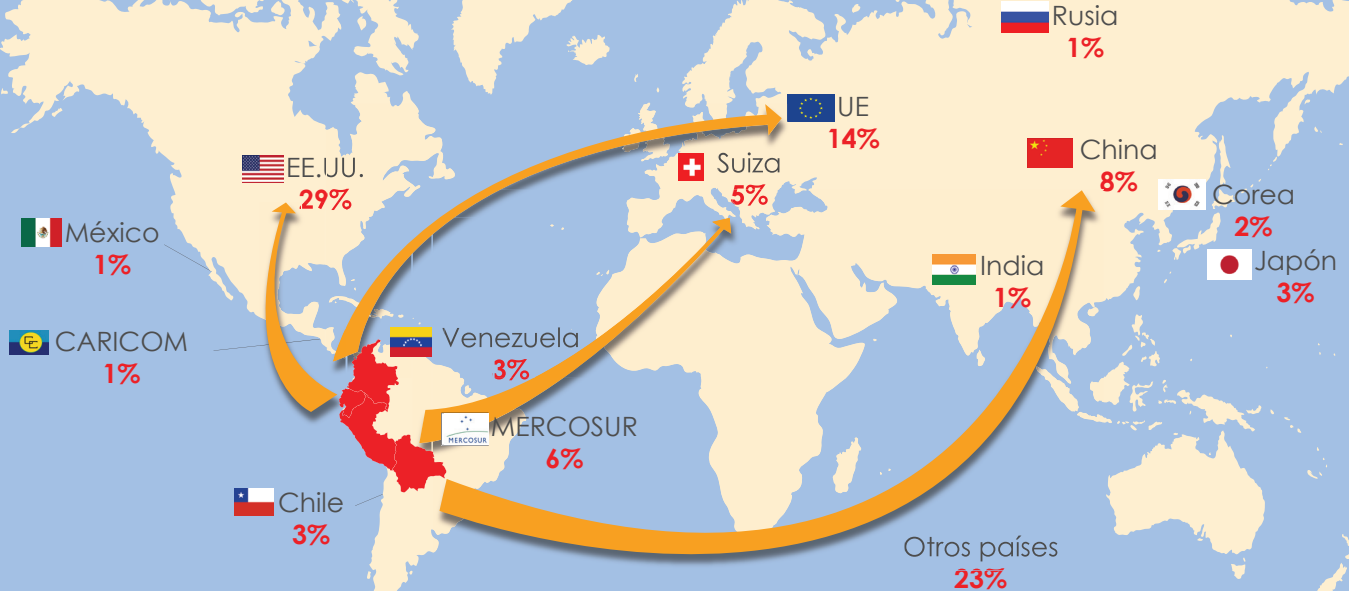 Rusia
1%
UE
14%
EE.UU.
29%
Suiza
5%
China
8%
Corea
2%
México
1%
India
1%
Japón
3%
CARICOM
1%
Venezuela
3%
MERCOSUR
MERCOSUR
6%
Chile
3%
Otros países
23%